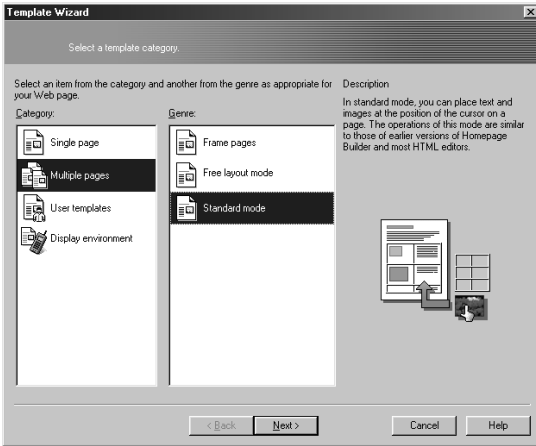 Template Wizard
Select a template category.
Select an item from the category and another from the genre as appropriate for
your Web page.
Category:
Single page
Multiple pages
User templates
Display environment
Genre:
Frame pages
Free layout mode
Standard mode
Description
In standard mode, you can place text and
images at the position of the cursor on a
page. The operations of this mode are similar
to those of earlier versions of Homepage
Builder and most HTML editors.
< Back
Next >
Cancel
Help